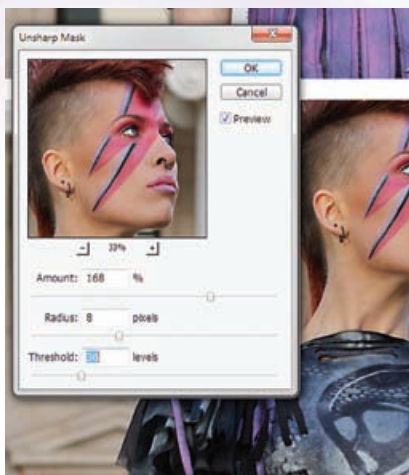 Unsharp Mask
OK
Cancel
Preview
33%
Amount: 168 %
Radius: 8 pixels
Threshold: levels